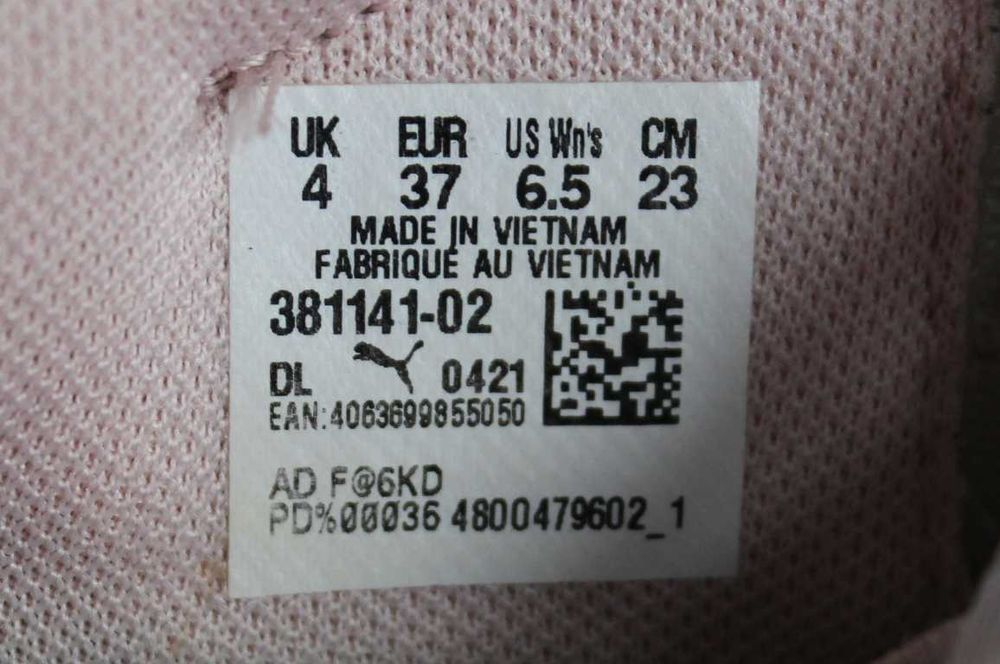 UK EUR US Wn's CM
4 37 6.5 23
MADE IN VIETNAM
FABRIQUE AU VIETNAM
381141-02
DL 0421
EAN:4063699855050
AD F@6KD
PD%00036 4800479602_1